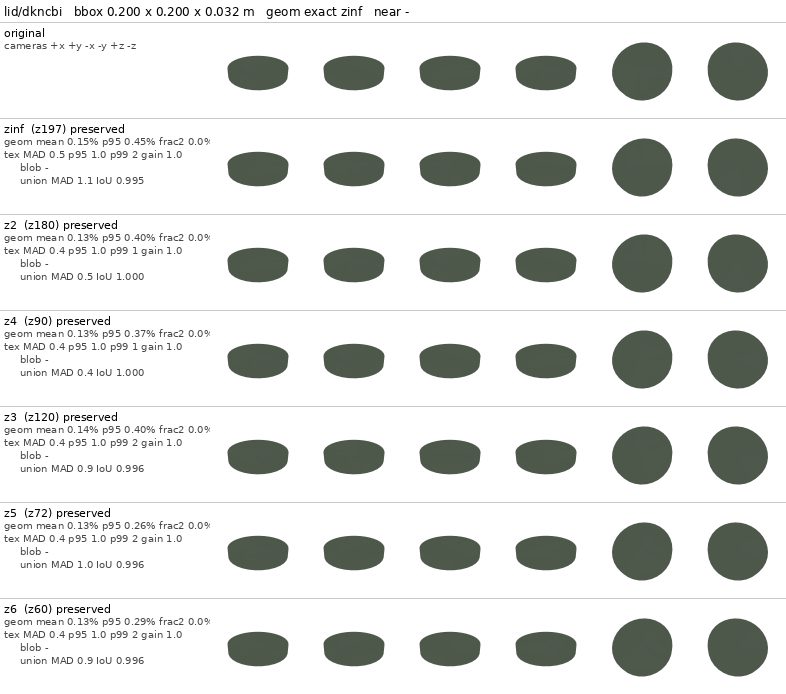 lid/dkncbi   bbox 0.200 x 0.200 x 0.032 m   geom exact zinf   near -
original
cameras +x +y -x -y +z -z
zinf  (z197) preserved
geom mean 0.15% p95 0.45% frac2 0.0%
tex MAD 0.5 p95 1.0 p99 2 gain 1.0
blob -
union MAD 1.1 IoU 0.995
z2  (z180) preserved
geom mean 0.13% p95 0.40% frac2 0.0%
tex MAD 0.4 p95 1.0 p99 1 gain 1.0
blob -
union MAD 0.5 IoU 1.000
z4  (z90) preserved
geom mean 0.13% p95 0.37% frac2 0.0%
tex MAD 0.4 p95 1.0 p99 1 gain 1.0
blob -
union MAD 0.4 IoU 1.000
z3  (z120) preserved
geom mean 0.14% p95 0.40% frac2 0.0%
tex MAD 0.4 p95 1.0 p99 2 gain 1.0
blob -
union MAD 0.9 IoU 0.996
z5  (z72) preserved
geom mean 0.13% p95 0.26% frac2 0.0%
tex MAD 0.4 p95 1.0 p99 2 gain 1.0
blob -
union MAD 1.0 IoU 0.996
z6  (z60) preserved
geom mean 0.13% p95 0.29% frac2 0.0%
tex MAD 0.4 p95 1.0 p99 2 gain 1.0
blob -
union MAD 0.9 IoU 0.996